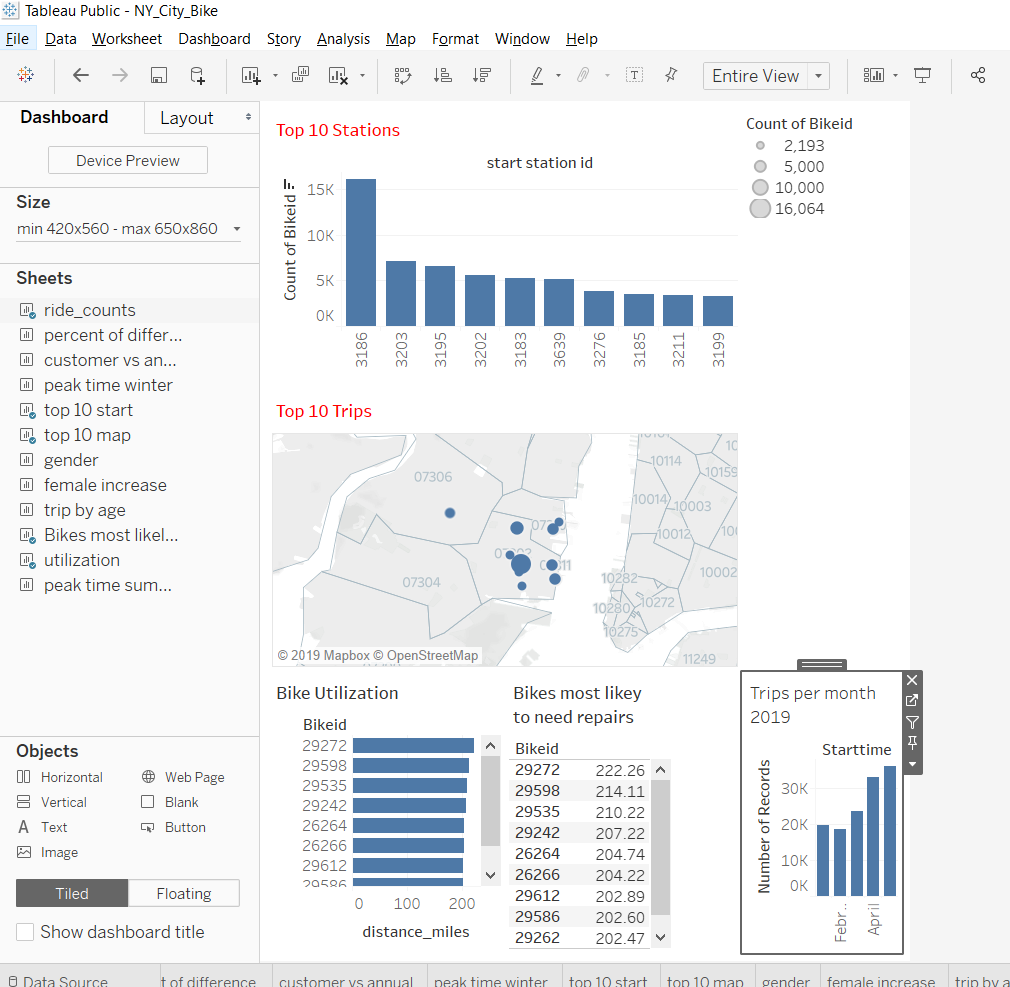 Tableau Public - NY_City_Bike
File Data Worksheet Dashboard Story Analysis Map Format Window Help
Entire View
Dashboard
Layout
Device Preview
Size
min 420x560 - max 650x860
Sheets
ride_counts
percent of differ...
customer vs an...
peak time winter
top 10 start
top 10 map
gender
female increase
trip by age
Bikes most likel...
utilization
peak time sum...
Objects
Horizontal
Web Page
Vertical
Blank
Text
Button
Image
Tiled
Floating
Show dashboard title
Top 10 Stations
start station id
Count of Bikeid
15K
10K
5K
0K
3186
3203
3195
3202
3183
3639
3276
3185
3211
3199
Count of Bikeid
2,193
5,000
10,000
16,064
Top 10 Trips
07306
07304
10114
10159
10014
10003
10012
10002
10282
10280
10272
10275
11249
© 2019 Mapbox © OpenStreetMap
Bike Utilization
Bikeid
29272
29598
29535
29242
26264
26266
29612
29586
0 100 200
distance_miles
Bikes most likey
to need repairs
Bikeid
29272 222.26
29598 214.11
29535 210.22
29242 207.22
26264 204.74
26266 204.22
29612 202.89
29586 202.60
29262 202.47
Trips per month
2019
Starttime
Number of Records
30K
20K
10K
0K
Febr..
April
Data Source
t of difference
customer vs annual
peak time winter
top 10 start
top 10 map
gender
female increase
trip by a